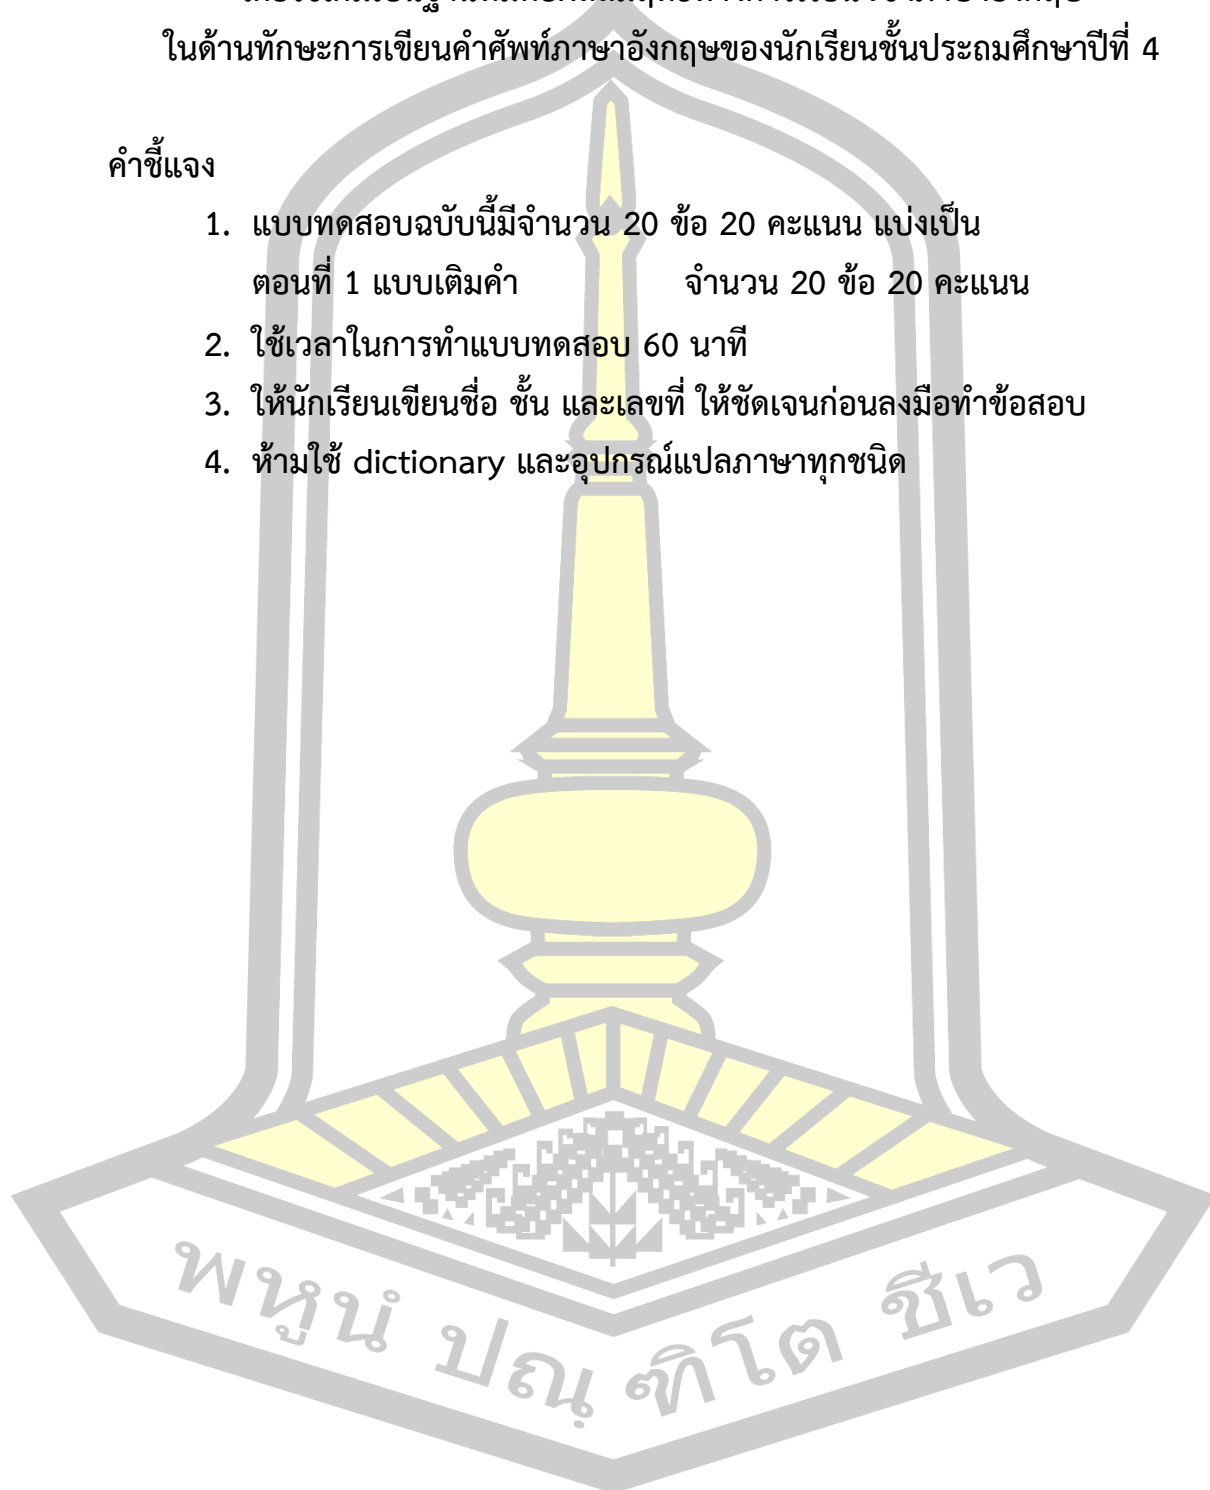 ในด้านทักษะการเขียนคำศัพท์ภาษาอังกฤษของนักเรียนชั้นประถมศึกษาปีที่ 4
คำชี้แจง
1. แบบทดสอบฉบับนี้มีจำนวน 20 ข้อ 20 คะแนน แบ่งเป็น
ตอนที่ 1 แบบเติมคำ จำนวน 20 ข้อ 20 คะแนน
2. ใช้เวลาในการทำแบบทดสอบ 60 นาที
3. ให้นักเรียนเขียนชื่อ ชั้น และเลขที่ ให้ชัดเจนก่อนลงมือทำข้อสอบ
4. ห้ามใช้ dictionary และอุปกรณ์แปลภาษาทุกชนิด
พหูนํ ปณฺฑิโต ชีเว